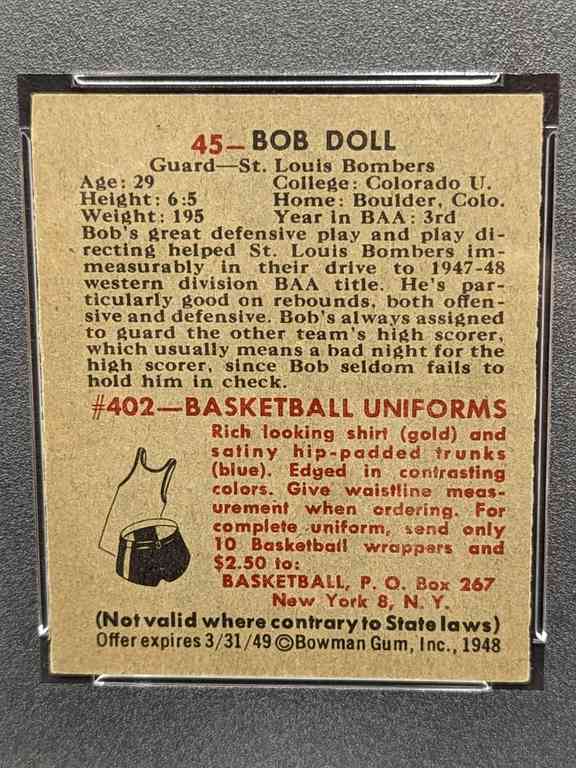 45-BOB DOLL
Guard—St. Louis Bombers
Age: 29 College: Colorado U.
Height: 6:5 Home: Boulder, Colo.
Weight: 195 Year in BAA: 3rd
Bob's great defensive play and play di-
recting helped St. Louis Bombers im-
measurably in their drive to 1947-48
western division BAA title. He's par-
ticularly good on rebounds, both offen-
sive and defensive. Bob's always assigned
to guard the other team's high scorer,
which usually means a bad night for the
high scorer, since Bob seldom fails to
hold him in check.
#402—BASKETBALL UNIFORMS
Rich looking shirt (gold) and
satiny hip-padded trunks
(blue). Edged in contrasting
colors. Give waistline meas-
urement when ordering. For
complete uniform, send only
10 Basketball wrappers and
$2.50 to:
BASKETBALL, P. O. Box 267
New York 8, N. Y.
(Not valid where contrary to State laws)
Offer expires 3/31/49 ©Bowman Gum, Inc., 1948